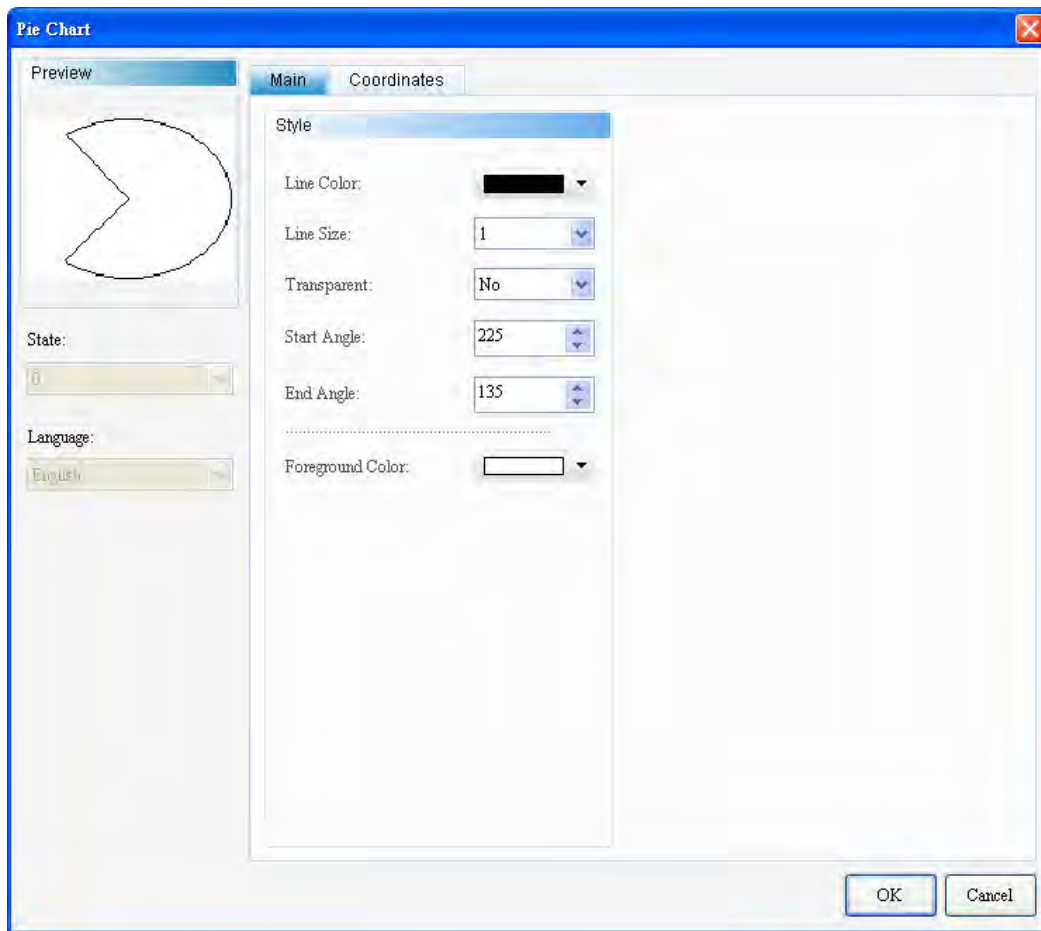 Pie Chart
Preview
Main
Coordinates
Style
Line Color:
Line Size:
1
Transparent:
No
Start Angle:
225
End Angle:
135
Foreground Color:
State:
0
Language:
English
OK
Cancel